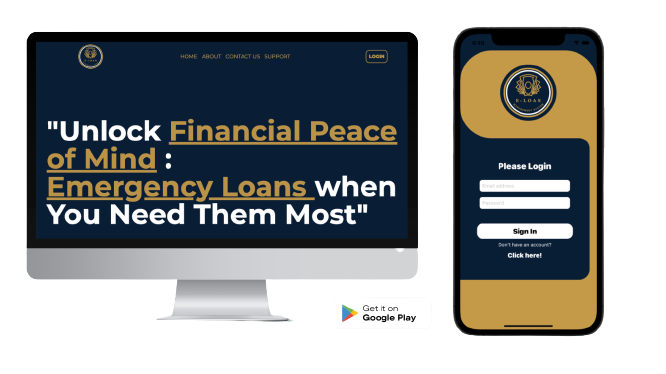 HOME ABOUT CONTACT US SUPPORT
LOGIN
"Unlock Financial Peace
of Mind :
Emergency Loans when
You Need Them Most"
Get it on
Google Play
E-LOAN
Please Login
Email address
Password
Sign In
Don't have an account?
Click here!